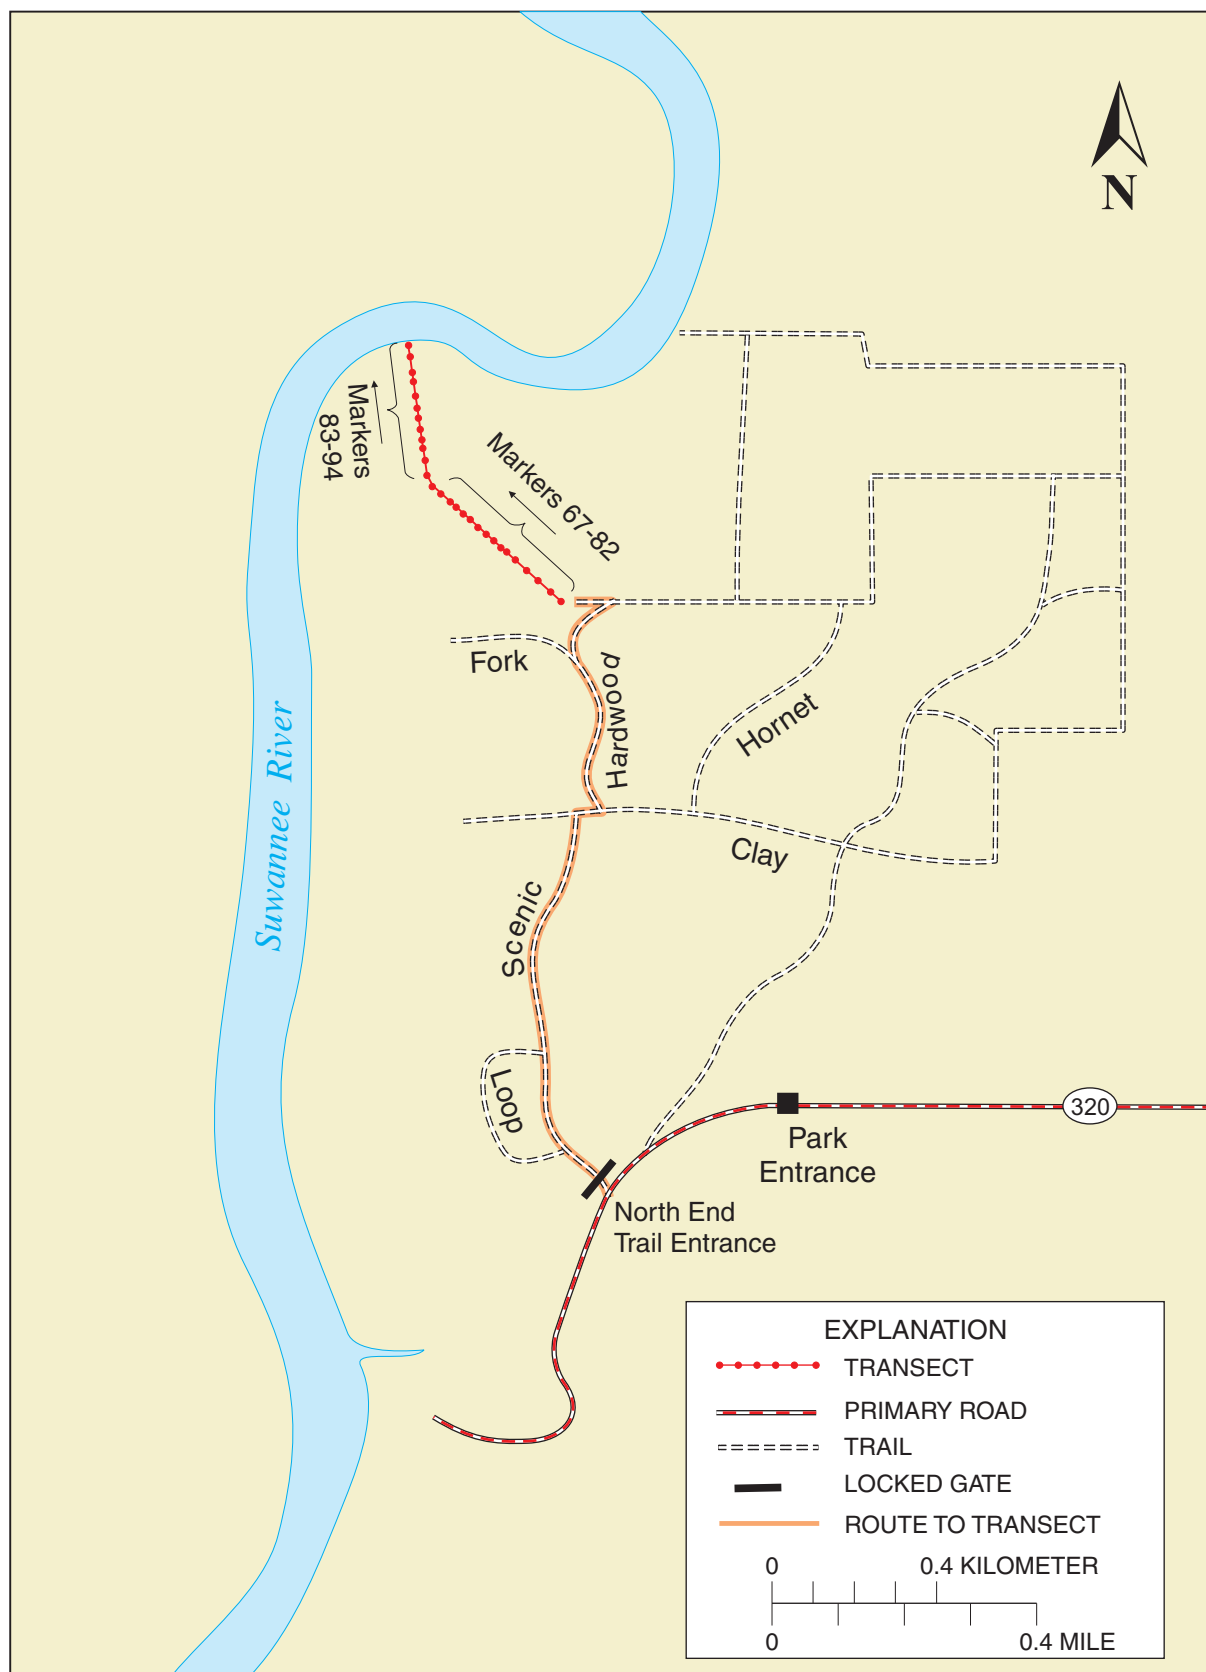 N
Markers
83-94
Markers 67-82
Fork
Hardwood
Hornet
Suwannee River
Clay
Scenic
Loop
320
Park
Entrance
North End
Trail Entrance
EXPLANATION
TRANSECT
PRIMARY ROAD
TRAIL
LOCKED GATE
ROUTE TO TRANSECT
0 0.4 KILOMETER
0 0.4 MILE